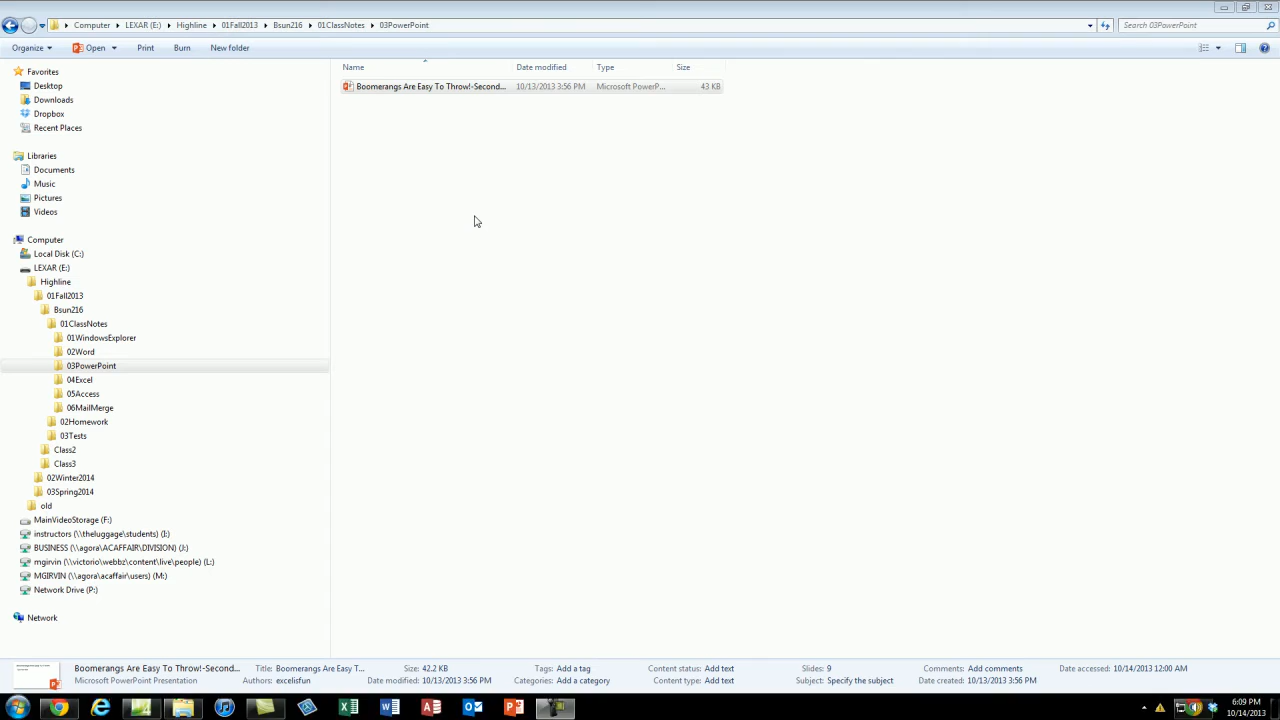 Computer LEXAR (E:) Highline 01Fall2013 Bsun216 01ClassNotes 03PowerPoint Search 03PowerPoint
Organize Open Print Burn New folder
Name Date modified Type Size
Boomerangs Are Easy To Throw!-Second... 10/13/2013 3:56 PM Microsoft PowerP... 43 KB
Favorites
Desktop
Downloads
Dropbox
Recent Places
Libraries
Documents
Music
Pictures
Videos
Computer
Local Disk (C:)
LEXAR (E:)
Highline
01Fall2013
Bsun216
01ClassNotes
01WindowsExplorer
02Word
03PowerPoint
04Excel
05Access
06MailMerge
02Homework
03Tests
Class2
Class3
02Winter2014
03Spring2014
old
MainVideoStorage (F:)
instructors (\\theluggage\students) (I:)
BUSINESS (\\agora\ACAFFAIR\DIVISION) (J:)
mgirvin (\\victorio\webbz\content\live\people) (L:)
MGIRVIN (\\agora\acaffair\users) (M:)
Network Drive (P:)
Network
Boomerangs Are Easy To Throw!-Second... Title: Boomerangs Are Easy T... Size: 42.2 KB Tags: Add a tag Content status: Add text Slides: 9 Comments: Add comments Date accessed: 10/14/2013 12:00 AM
Microsoft PowerPoint Presentation Authors: excelisfun Date modified: 10/13/2013 3:56 PM Categories: Add a category Content type: Add text Subject: Specify the subject Date created: 10/13/2013 3:56 PM
6:09 PM
10/14/2013